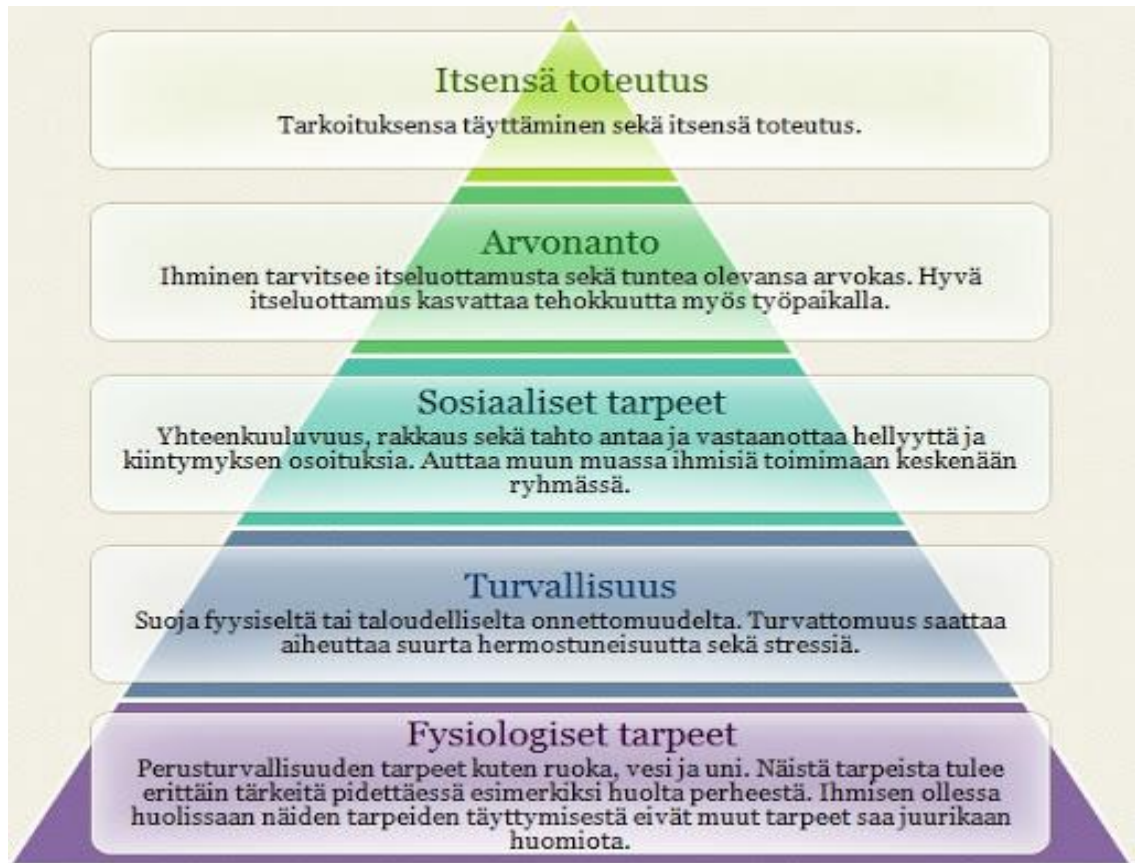 Itsensä toteutus
Tarkoituksensa täyttäminen sekä itsensä toteutus.
Arvonanto
Ihminen tarvitsee itseluottamusta sekä tuntea olevansa arvokas. Hyvä
itseluottamus kasvattaa tehokkuutta myös työpaikalla.
Sosiaaliset tarpeet
Yhteenkuuluvuus, rakkaus sekä tahto antaa ja vastaanottaa hellyyttä ja
kiintymyksen osoituksia. Auttaa muun muassa ihmisiä toimimaan keskenään
ryhmässä.
Turvallisuus
Suoja fyysiseltä tai taloudelliselta onnettomuudelta. Turvattomuus saattaa
aiheuttaa suurta hermostuneisuutta sekä stressiä.
Fysiologiset tarpeet
Perusturvallisuuden tarpeet kuten ruoka, vesi ja uni. Näistä tarpeista tulee
erittäin tärkeitä pidettäessä esimerkiksi huolta perheestä. Ihmisen ollessa
huolissaan näiden tarpeiden täyttymisestä eivät muut tarpeet saa juurikaan
huomiota.